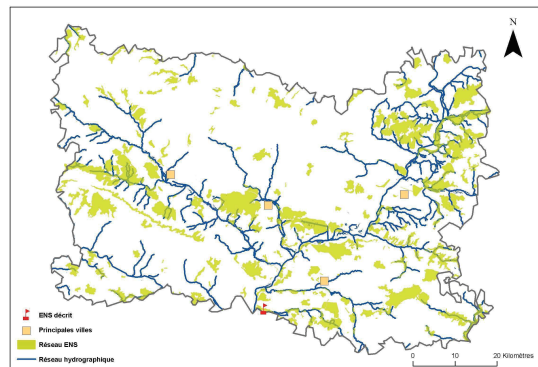 N
ENS décrit
Principales villes
Réseau ENS
Réseau hydrographique
0 10 20 Kilomètres